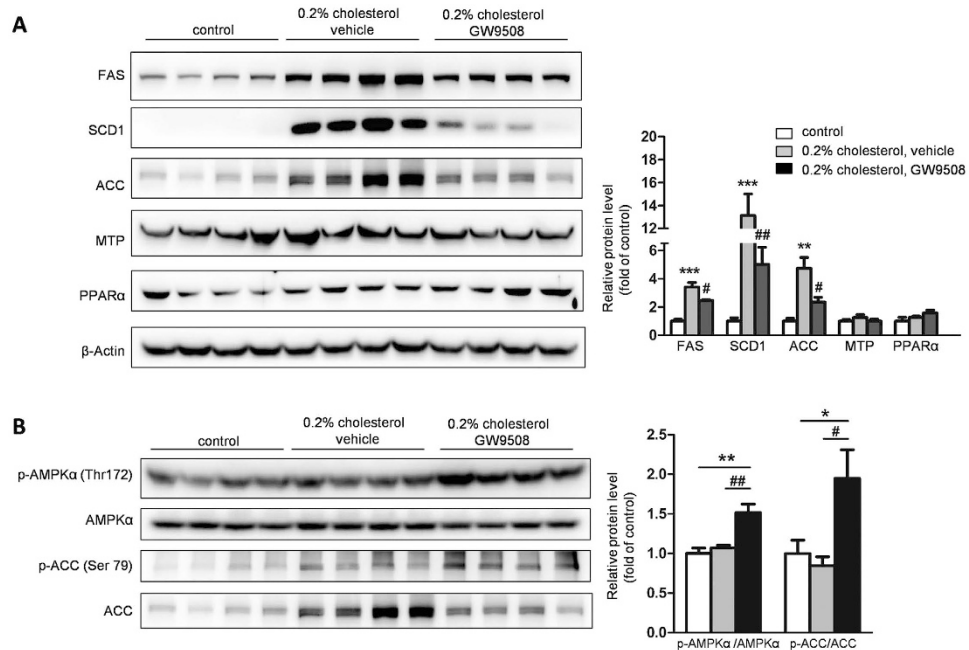 A
control
0.2% cholesterol
vehicle
0.2% cholesterol
GW9508
FAS
SCD1
ACC
MTP
PPARα
β-Actin
Relative protein level
(fold of control)
20
18
16
14
12
10
8
6
4
2
0
control
0.2% cholesterol, vehicle
0.2% cholesterol, GW9508
*** # *** ## ** #
FAS SCD1 ACC MTP PPARα
B
control
0.2% cholesterol
vehicle
0.2% cholesterol
GW9508
p-AMPKα (Thr172)
AMPKα
p-ACC (Ser 79)
ACC
Relative protein level
(fold of control)
2.5
2.0
1.5
1.0
0.5
0.0
**
##
*
#
p-AMPKα /AMPKα p-ACC/ACC